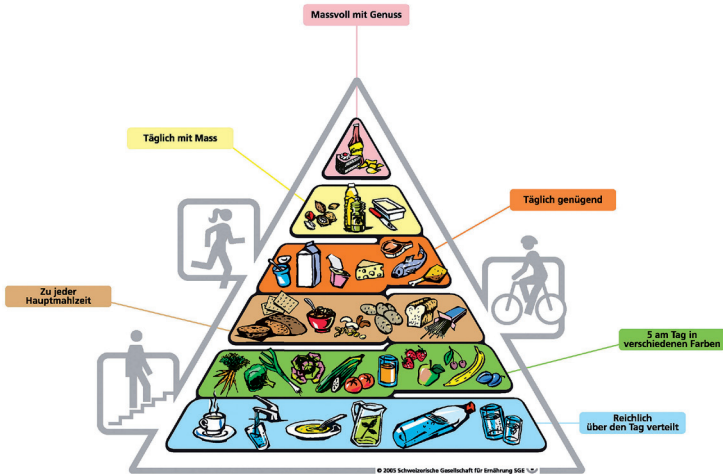 Massvoll mit Genuss
Täglich mit Mass
Täglich genügend
Zu jeder
Hauptmahlzeit
5 am Tag in
verschiedenen Farben
Reichlich
über den Tag verteilt
© 2005 Schweizerische Gesellschaft für Ernährung SGE